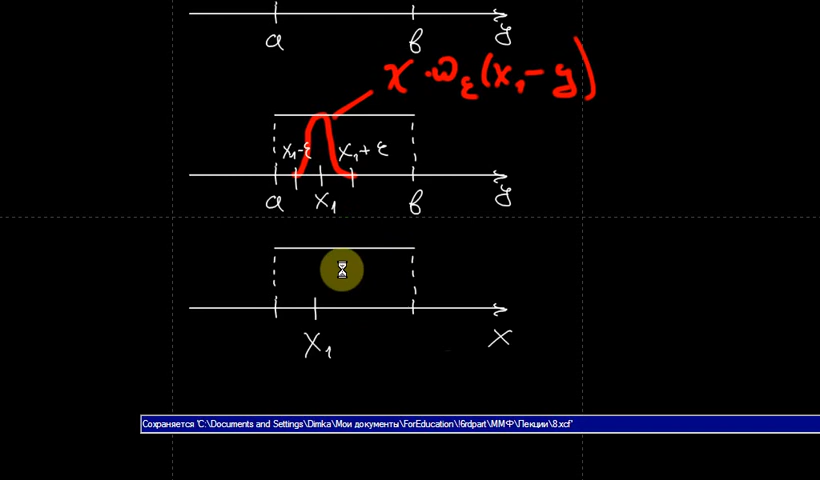 a в y
χ · ω_ε(x₁ − y)
x₁-ε x₁+ε
a x₁ в y
x₁ x
Сохраняется 'C:\Documents and Settings\Dimka\Мои документы\ForEducation\!6rdpart\ММФ\Лекции\8.xcf'